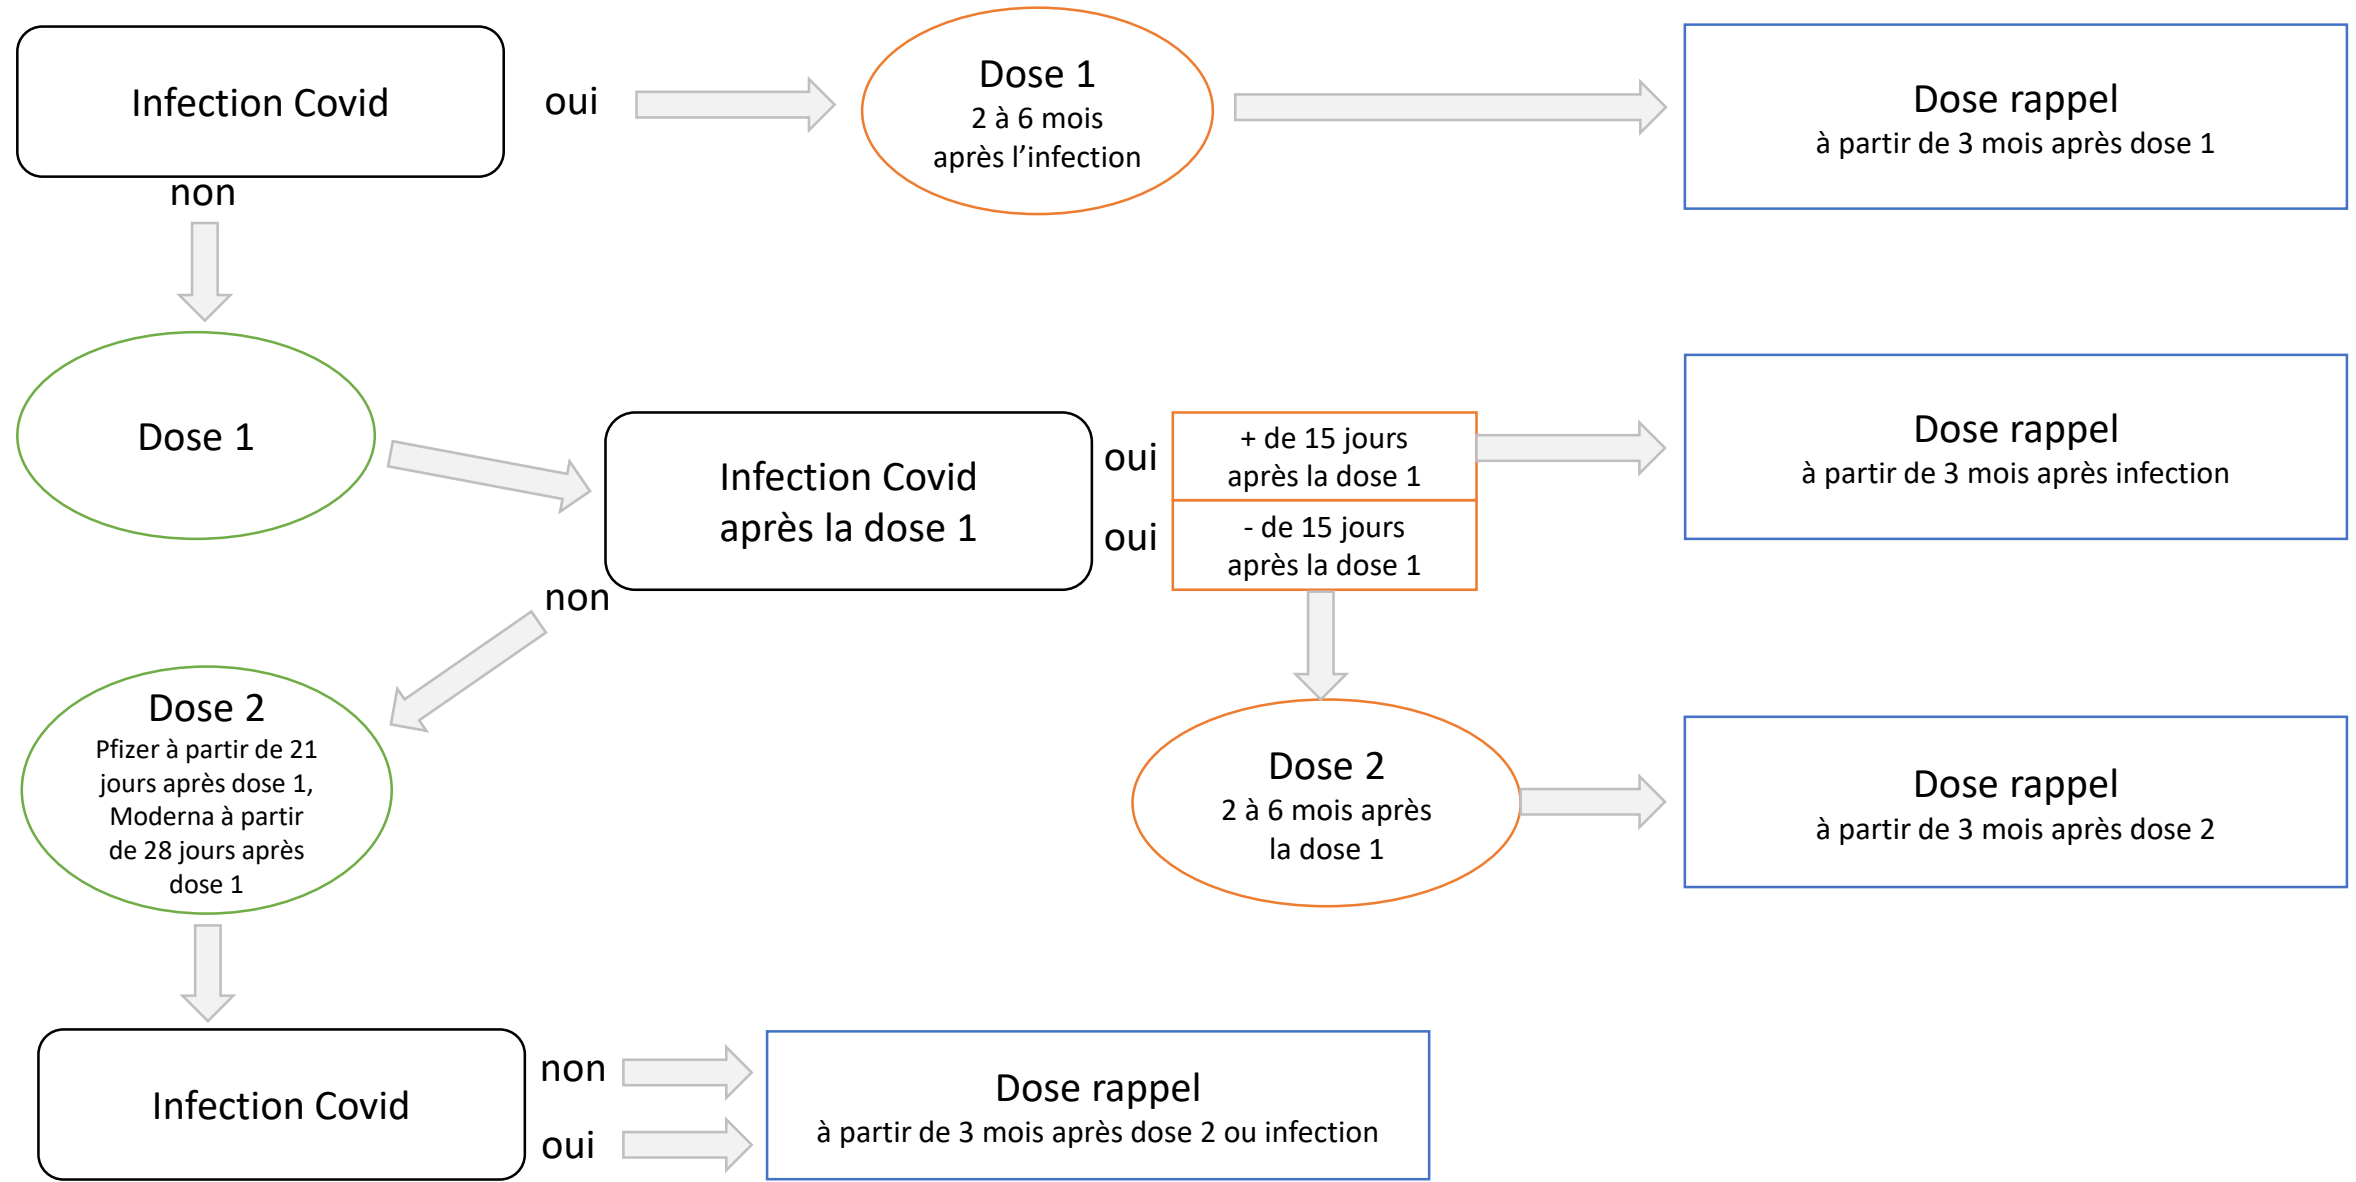 Infection Covid
oui
Dose 1
2 à 6 mois
après l’infection
Dose rappel
à partir de 3 mois après dose 1
non
Dose 1
Infection Covid
après la dose 1
oui
+ de 15 jours
après la dose 1
Dose rappel
à partir de 3 mois après infection
oui
- de 15 jours
après la dose 1
non
Dose 2
Pfizer à partir de 21
jours après dose 1,
Moderna à partir
de 28 jours après
dose 1
Dose 2
2 à 6 mois après
la dose 1
Dose rappel
à partir de 3 mois après dose 2
Infection Covid
non
oui
Dose rappel
à partir de 3 mois après dose 2 ou infection